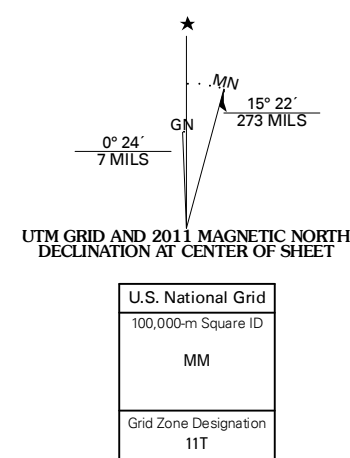 MN
15° 22´
273 MILS
GN
0° 24´
7 MILS
UTM GRID AND 2011 MAGNETIC NORTH
DECLINATION AT CENTER OF SHEET
U.S. National Grid
100,000-m Square ID
MM
Grid Zone Designation
11T